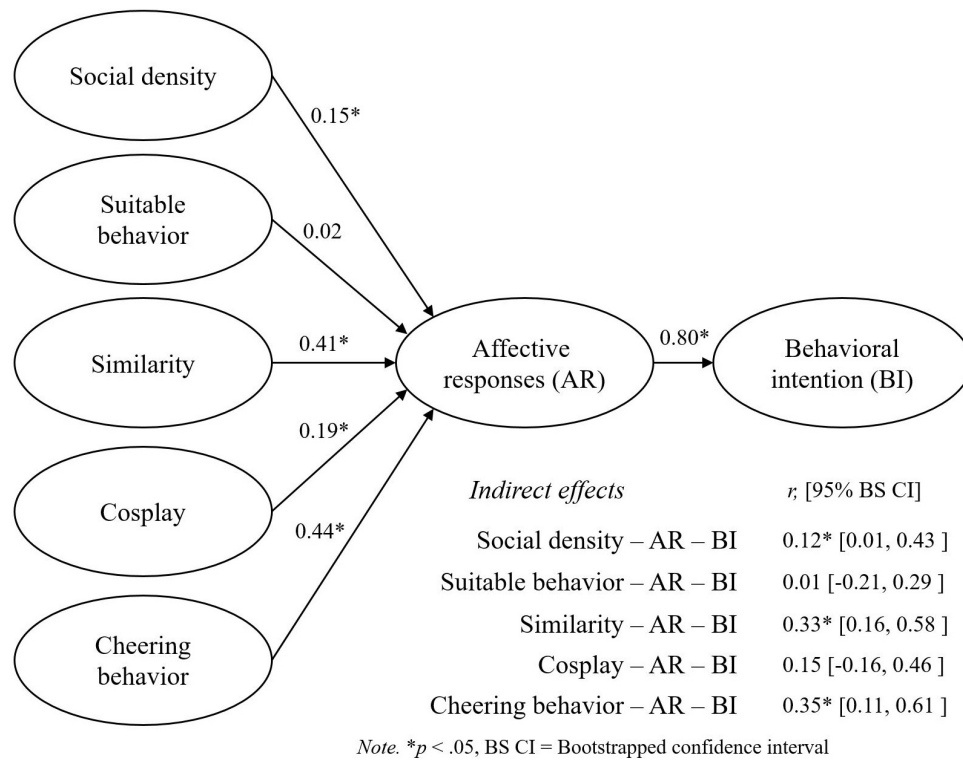 Social density
0.15*
Suitable
behavior
0.02
Similarity
0.41*
Affective
responses (AR)
0.80*
Behavioral
intention (BI)
0.19*
Cosplay
0.44*
Cheering
behavior
Indirect effects r, [95% BS CI]
Social density – AR – BI 0.12* [0.01, 0.43 ]
Suitable behavior – AR – BI 0.01 [-0.21, 0.29 ]
Similarity – AR – BI 0.33* [0.16, 0.58 ]
Cosplay – AR – BI 0.15 [-0.16, 0.46 ]
Cheering behavior – AR – BI 0.35* [0.11, 0.61 ]
Note. *p < .05, BS CI = Bootstrapped confidence interval